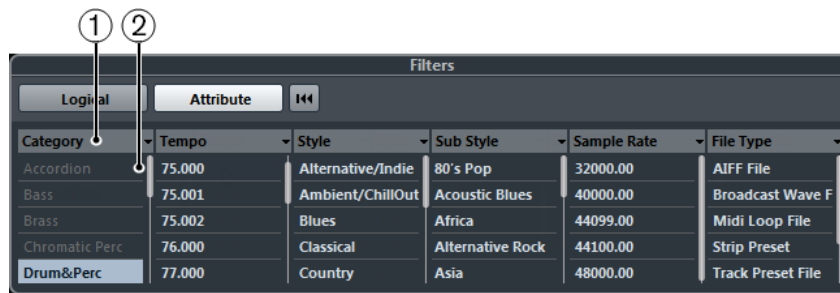 1 2
Filters
Logical Attribute
Category Tempo Style Sub Style Sample Rate File Type
Accordion 75.000 Alternative/Indie 80's Pop 32000.00 AIFF File
Bass 75.001 Ambient/ChillOut Acoustic Blues 40000.00 Broadcast Wave F
Brass 75.002 Blues Africa 44099.00 Midi Loop File
Chromatic Perc 76.000 Classical Alternative Rock 44100.00 Strip Preset
Drum&Perc 77.000 Country Asia 48000.00 Track Preset File